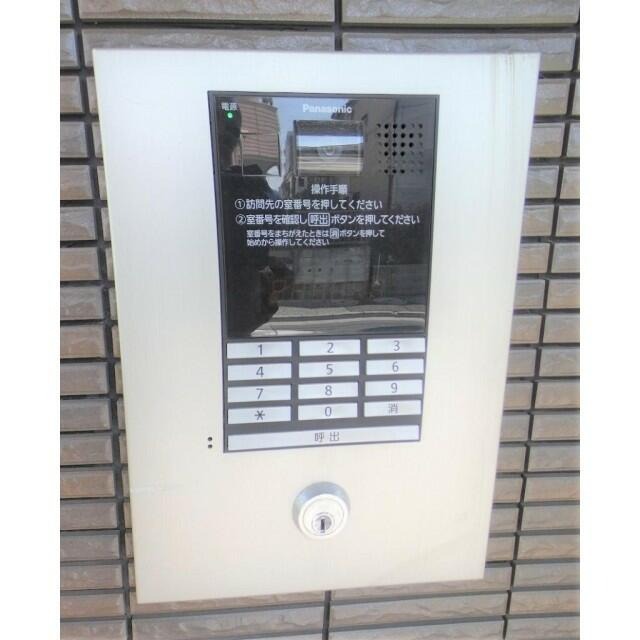 電源
Panasonic
操作手順
①訪問先の室番号を押してください
②室番号を確認し呼出ボタンを押してください
室番号をまちがえたときは消ボタンを押して
始めから操作してください
1 2 3
4 5 6
7 8 9
* 0 消
呼出